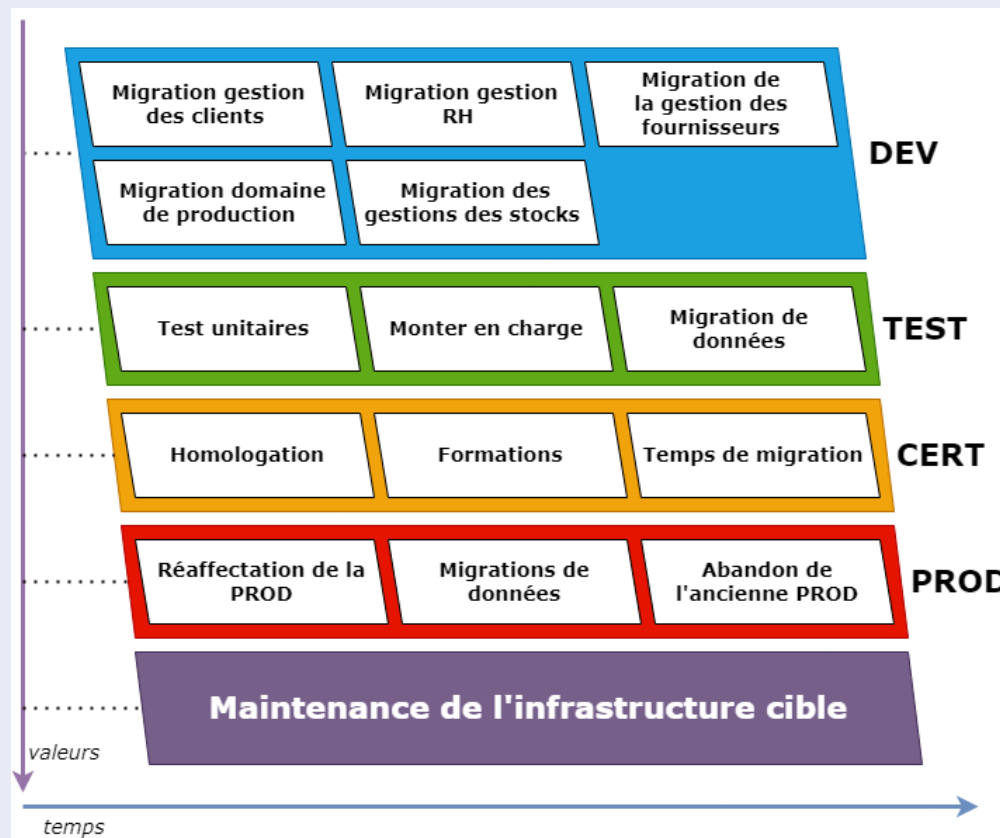 Migration gestion
des clients
Migration gestion
RH
Migration de
la gestion des
fournisseurs
Migration domaine
de production
Migration des
gestions des stocks
DEV
Test unitaires
Monter en charge
Migration de
données
TEST
Homologation
Formations
Temps de migration
CERT
Réaffectation de la
PROD
Migrations de
données
Abandon de
l'ancienne PROD
PROD
Maintenance de l'infrastructure cible
valeurs
temps